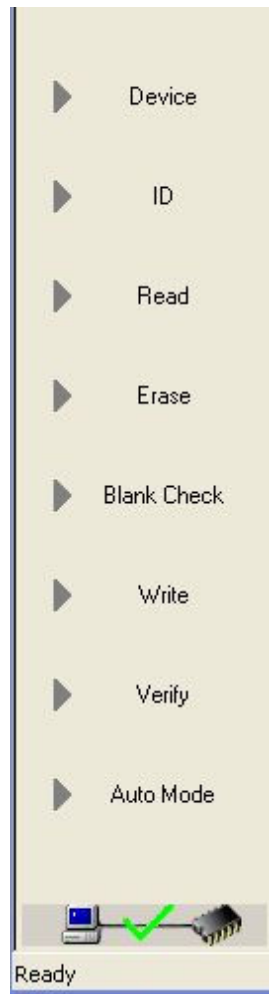 Device
ID
Read
Erase
Blank Check
Write
Verify
Auto Mode
Ready